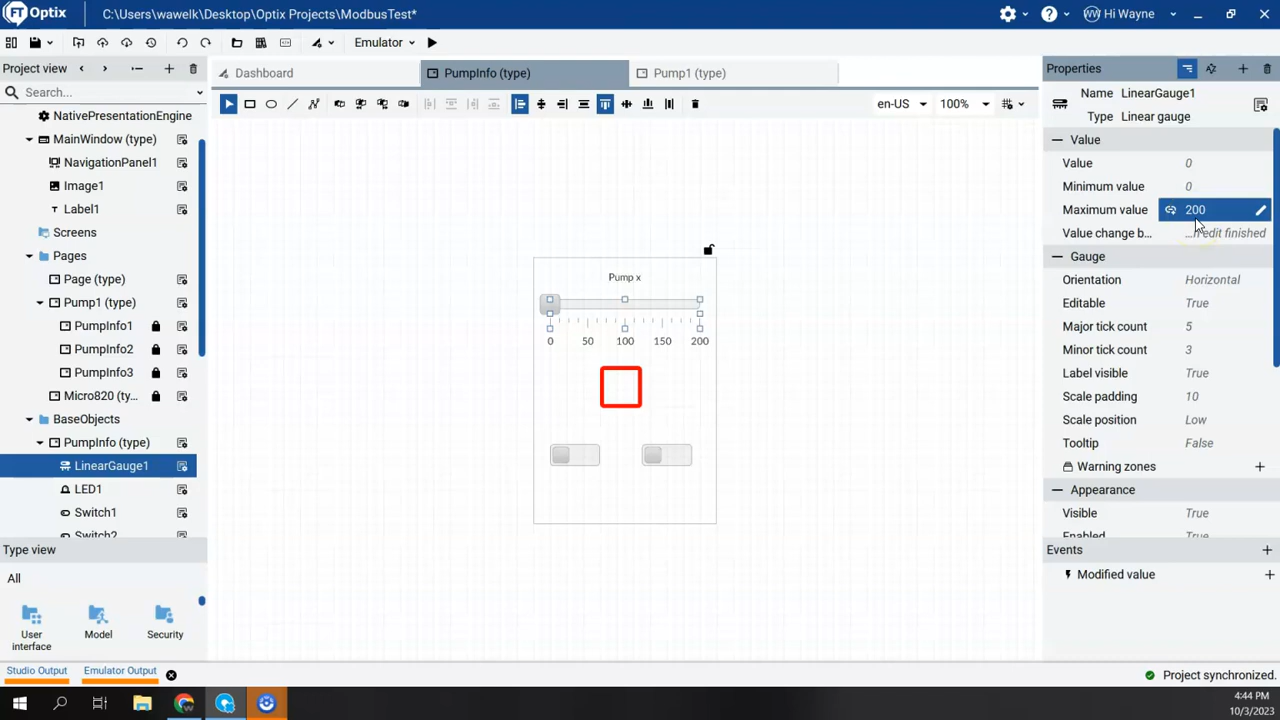 FT Optix C:\Users\wawelk\Desktop\Optix Projects\ModbusTest* Hi Wayne
Emulator
Project view
Search...
NativePresentationEngine
MainWindow (type)
NavigationPanel1
Image1
Label1
Screens
Pages
Page (type)
Pump1 (type)
PumpInfo1
PumpInfo2
PumpInfo3
Micro820 (ty...
BaseObjects
PumpInfo (type)
LinearGauge1
LED1
Switch1
Switch2
Type view
All
User interface
Model
Security
Studio Output Emulator Output
Dashboard PumpInfo (type) Pump1 (type)
en-US 100%
Pump x
0 50 100 150 200
Properties
Name LinearGauge1
Type Linear gauge
Value
Value 0
Minimum value 0
Maximum value 200
Value change b... ...n edit finished
Gauge
Orientation Horizontal
Editable True
Major tick count 5
Minor tick count 3
Label visible True
Scale padding 10
Scale position Low
Tooltip False
Warning zones
Appearance
Visible True
Enabled True
Events
Modified value
Project synchronized.
4:44 PM
10/3/2023